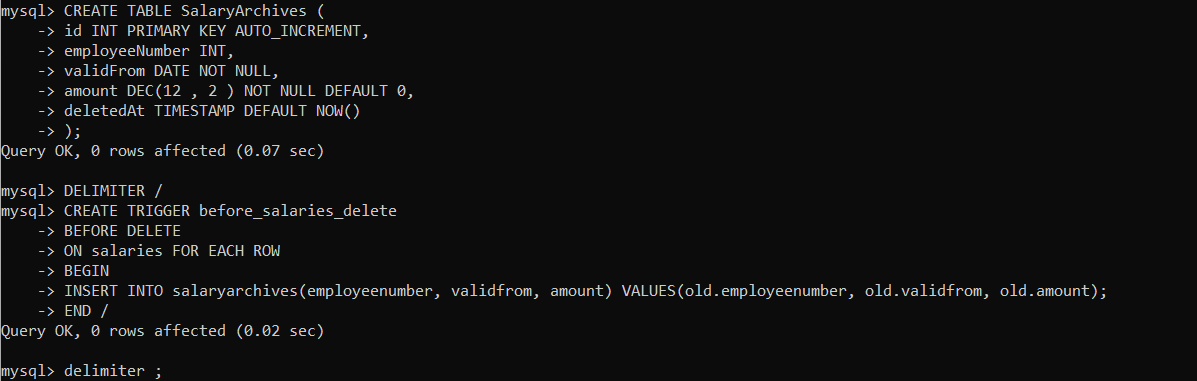 mysql> CREATE TABLE SalaryArchives (
    -> id INT PRIMARY KEY AUTO_INCREMENT,
    -> employeeNumber INT,
    -> validFrom DATE NOT NULL,
    -> amount DEC(12 , 2 ) NOT NULL DEFAULT 0,
    -> deletedAt TIMESTAMP DEFAULT NOW()
    -> );
Query OK, 0 rows affected (0.07 sec)

mysql> DELIMITER /
mysql> CREATE TRIGGER before_salaries_delete
    -> BEFORE DELETE
    -> ON salaries FOR EACH ROW
    -> BEGIN
    -> INSERT INTO salaryarchives(employeenumber, validfrom, amount) VALUES(old.employeenumber, old.validfrom, old.amount);
    -> END /
Query OK, 0 rows affected (0.02 sec)

mysql> delimiter ;